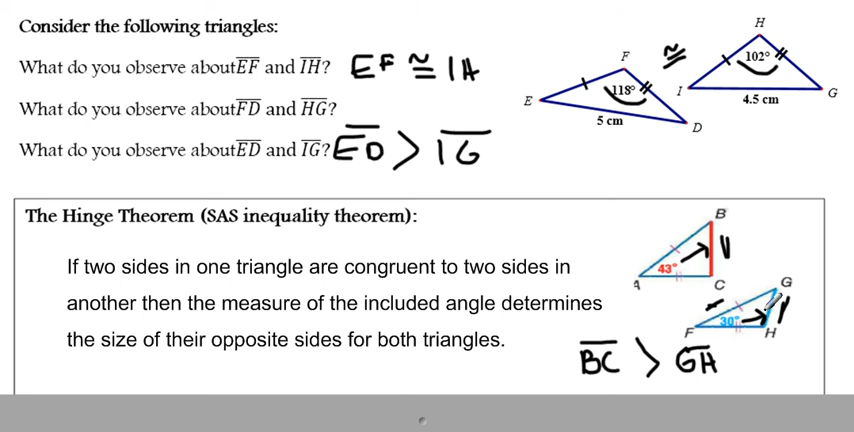 Consider the following triangles:
What do you observe about EF and IH? EF ≅ IH
What do you observe about FD and HG?
What do you observe about ED and IG? ED > IG
F
118°
E
5 cm
D
≅
H
102°
I
4.5 cm
G
The Hinge Theorem (SAS inequality theorem):
If two sides in one triangle are congruent to two sides in
another then the measure of the included angle determines
the size of their opposite sides for both triangles.
B
43°
A
C
G
30°
F
H
BC > GH